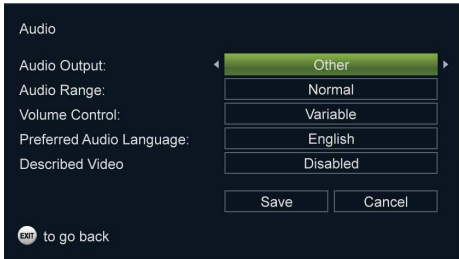 Audio
Audio Output: Other
Audio Range: Normal
Volume Control: Variable
Preferred Audio Language: English
Described Video Disabled
Save Cancel
EXIT to go back